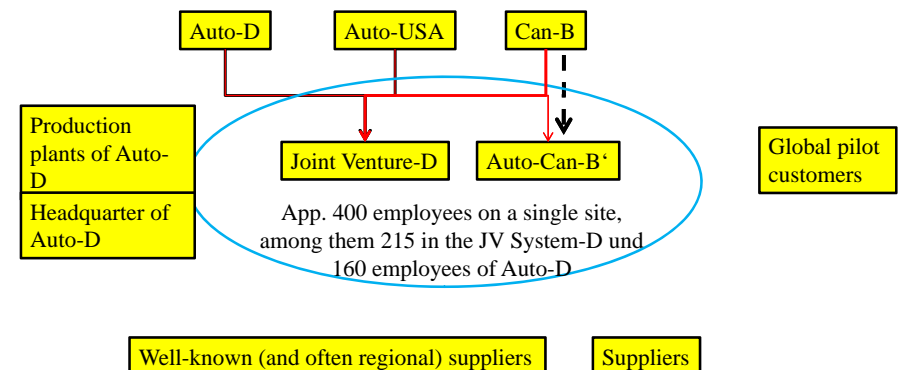 Auto-D
Auto-USA
Can-B
Production
plants of Auto-
D
Headquarter of
Auto-D
Joint Venture-D
Auto-Can-B‘
Global pilot
customers
App. 400 employees on a single site,
among them 215 in the JV System-D und
160 employees of Auto-D
Well-known (and often regional) suppliers
Suppliers